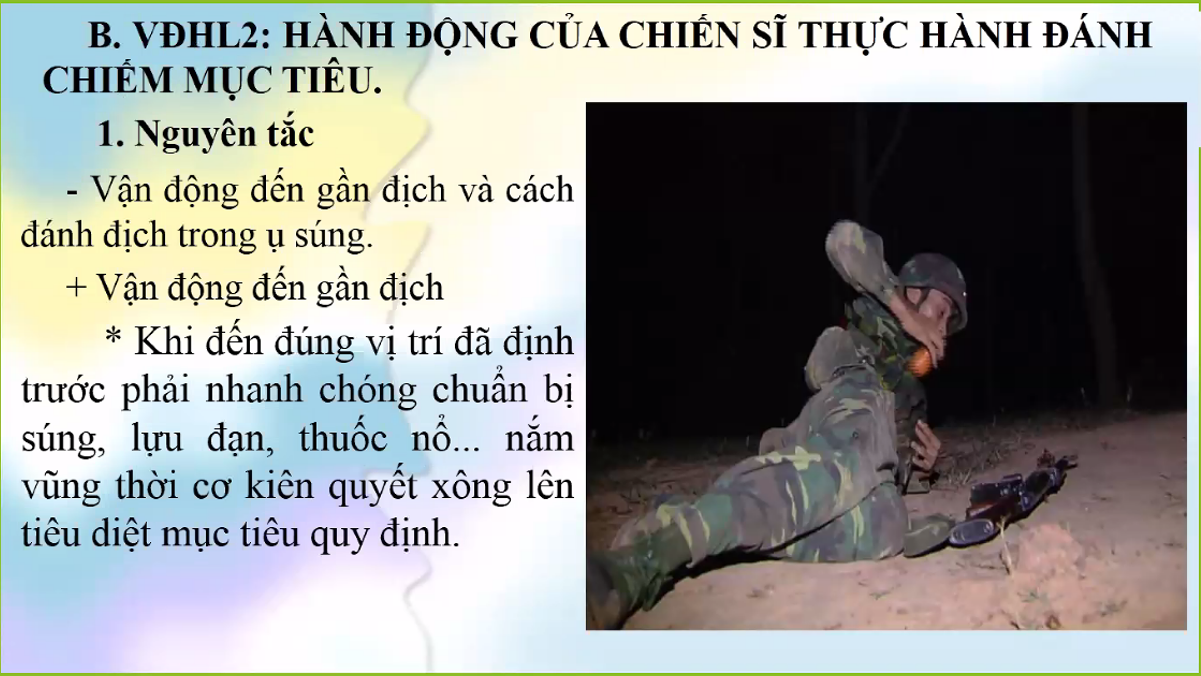 B. VĐHL2: HÀNH ĐỘNG CỦA CHIẾN SĨ THỰC HÀNH ĐÁNH
CHIẾM MỤC TIÊU.
1. Nguyên tắc
- Vận động đến gần địch và cách
đánh địch trong ụ súng.
+ Vận động đến gần địch
* Khi đến đúng vị trí đã định
trước phải nhanh chóng chuẩn bị
súng, lựu đạn, thuốc nổ... nắm
vững thời cơ kiên quyết xông lên
tiêu diệt mục tiêu quy định.